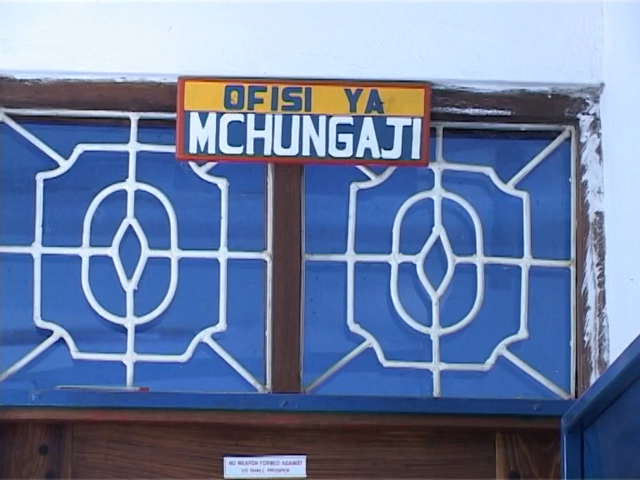 OFISI YA
MCHUNGAJI
NO WEAPON FORMED AGAINST
US SHALL PROSPER